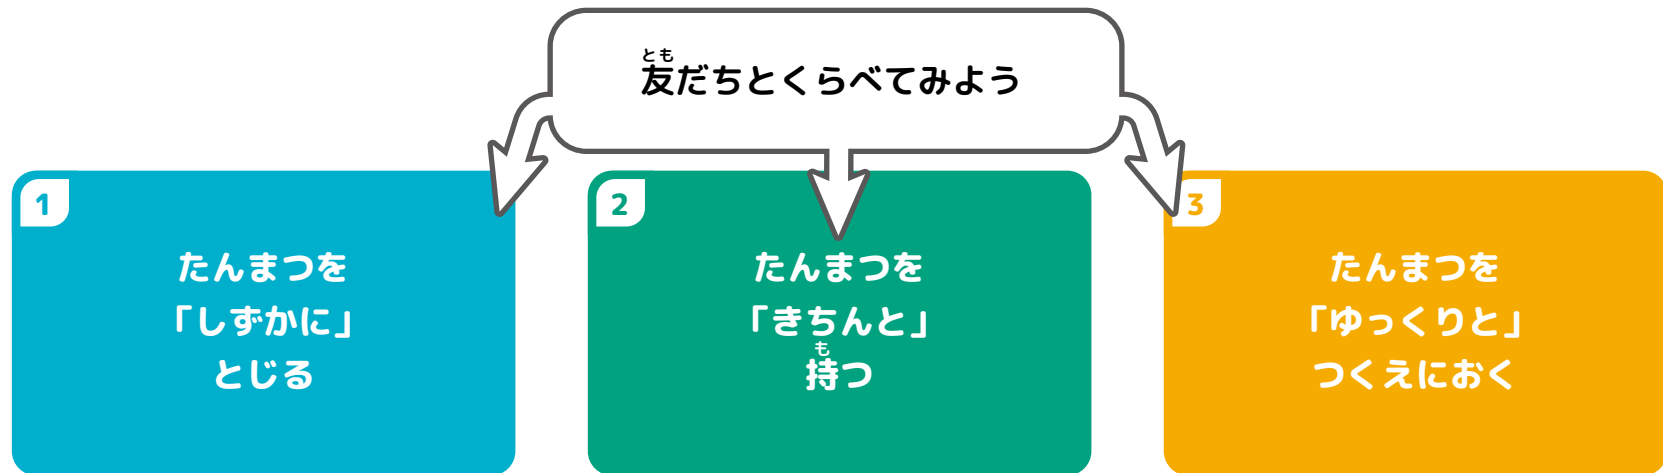 友だちとくらべてみよう
とも
1
たんまつを
「しずかに」
とじる
2
たんまつを
「きちんと」
持つ
も
3
たんまつを
「ゆっくりと」
つくえにおく